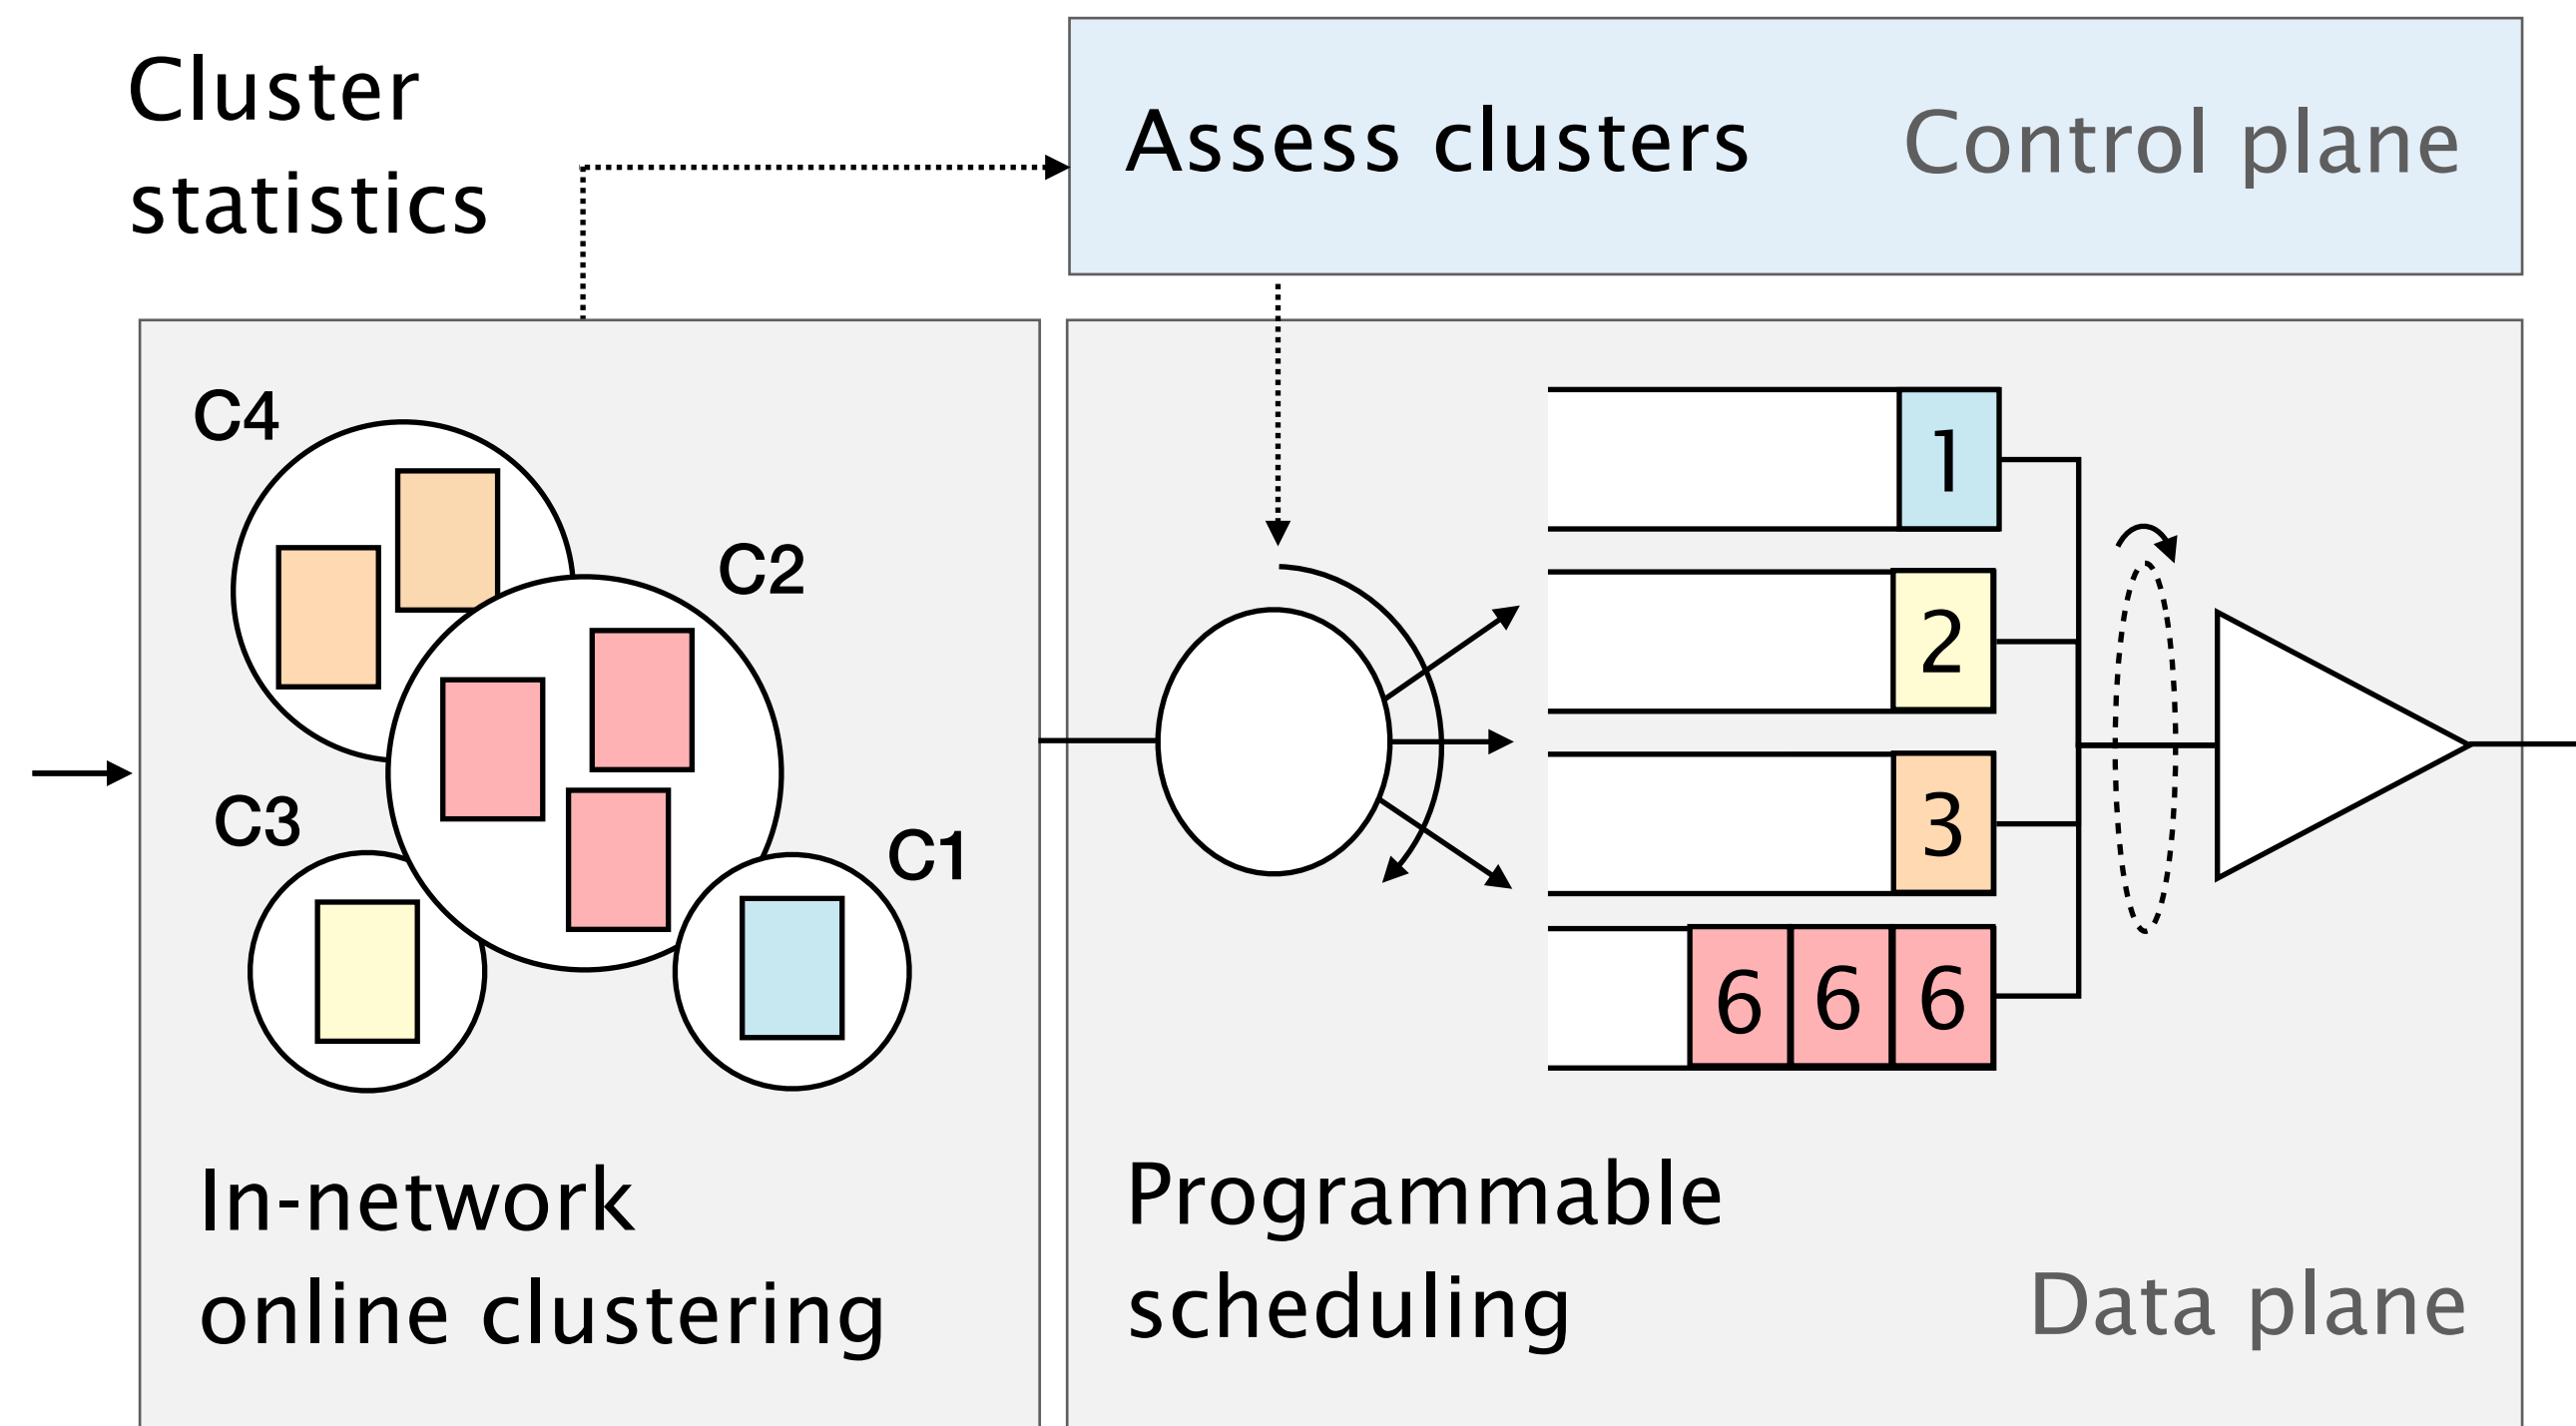 Cluster
statistics
Assess clusters
Control plane
C4
C2
C3
C1
In-network
online clustering
1
2
3
6 6 6
Programmable
scheduling
Data plane